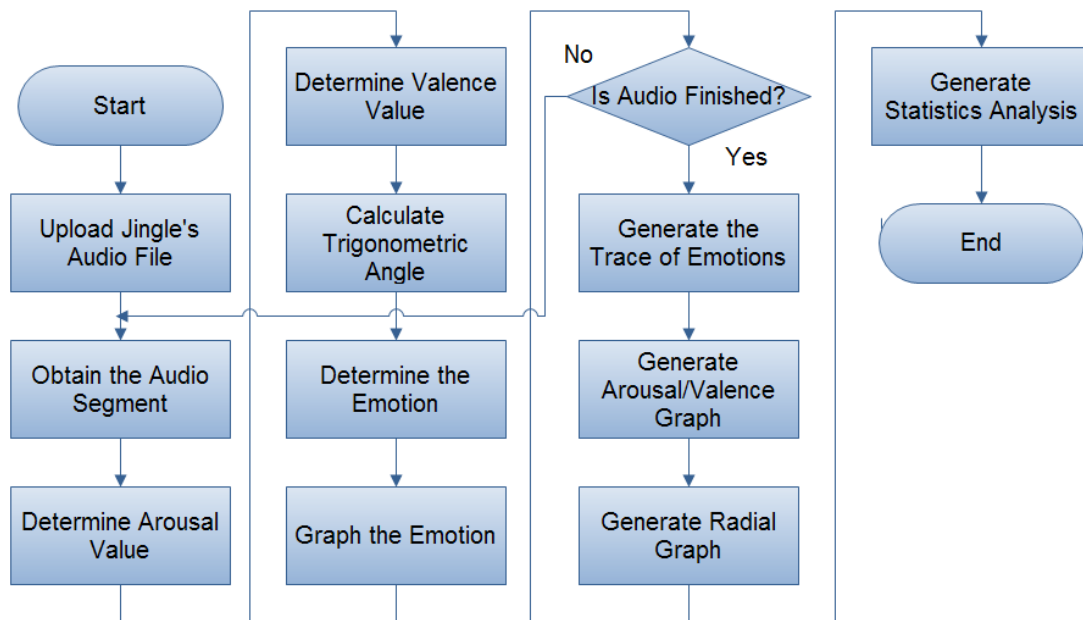 Start
Upload Jingle's
Audio File
Obtain the Audio
Segment
Determine Arousal
Value
Determine Valence
Value
Calculate
Trigonometric
Angle
Determine the
Emotion
Graph the Emotion
No
Is Audio Finished?
Yes
Generate the
Trace of Emotions
Generate
Arousal/Valence
Graph
Generate Radial
Graph
Generate
Statistics Analysis
End